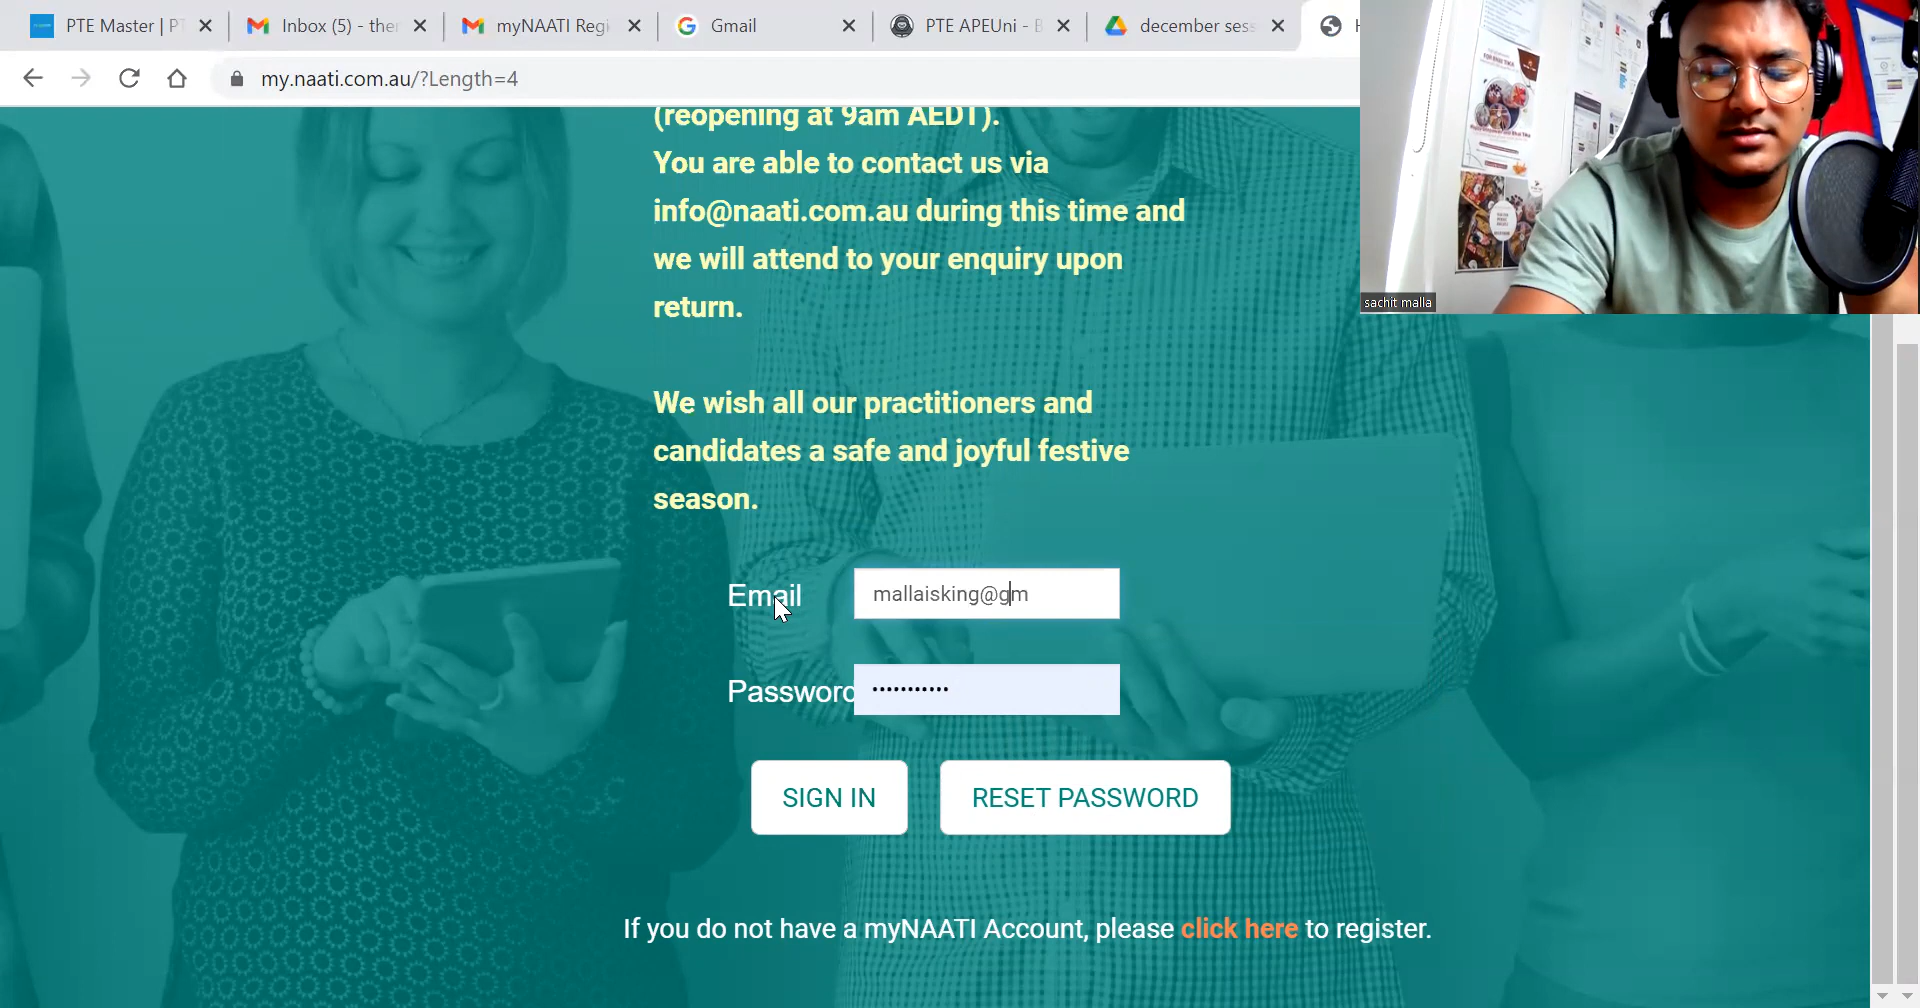 PTE Master | PT
Inbox (5) - ther
myNAATI Regi
Gmail
PTE APEUni - B
december sess
my.naati.com.au/?Length=4
(reopening at 9am AEDT).
You are able to contact us via
info@naati.com.au during this time and
we will attend to your enquiry upon
return.
We wish all our practitioners and
candidates a safe and joyful festive
season.
Email
mallaisking@gm
Password
SIGN IN
RESET PASSWORD
If you do not have a myNAATI Account, please click here to register.
sachit malla